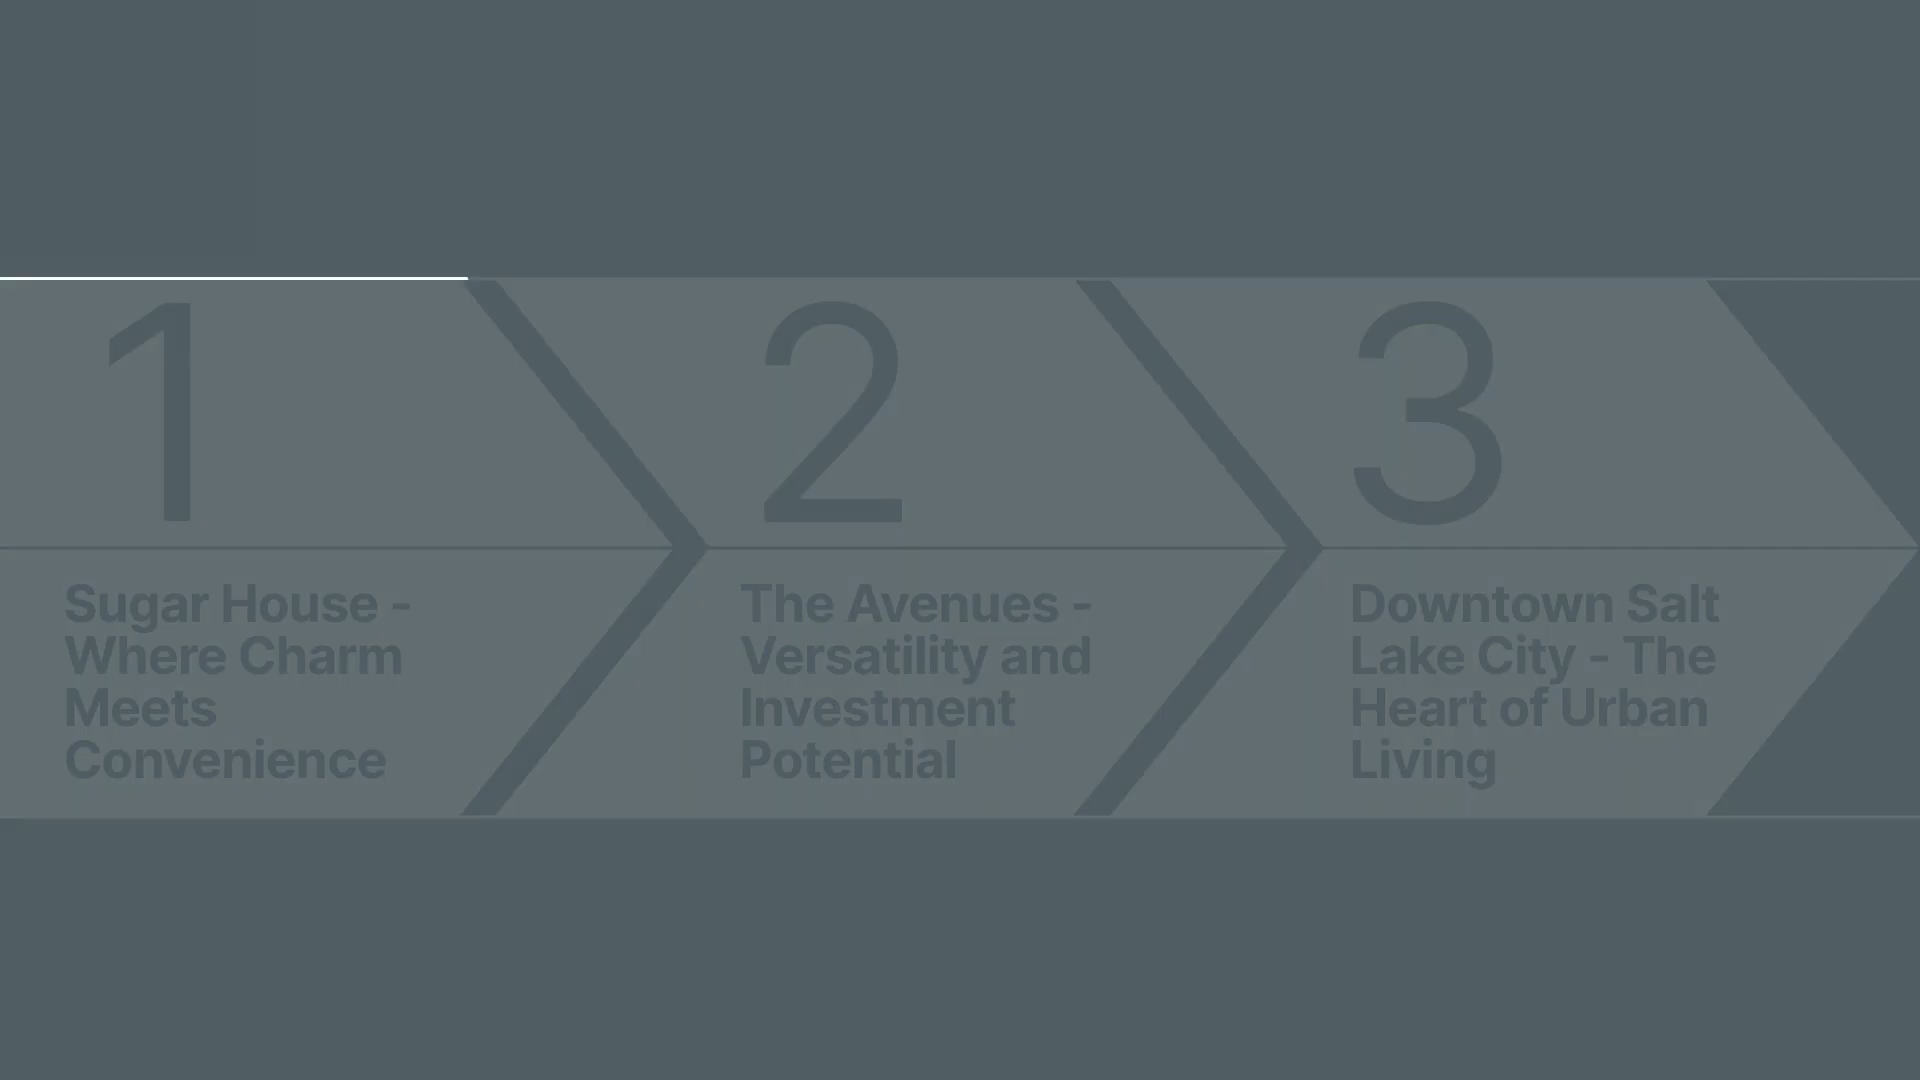 1
Sugar House -
Where Charm
Meets
Convenience
2
The Avenues -
Versatility and
Investment
Potential
3
Downtown Salt
Lake City - The
Heart of Urban
Living